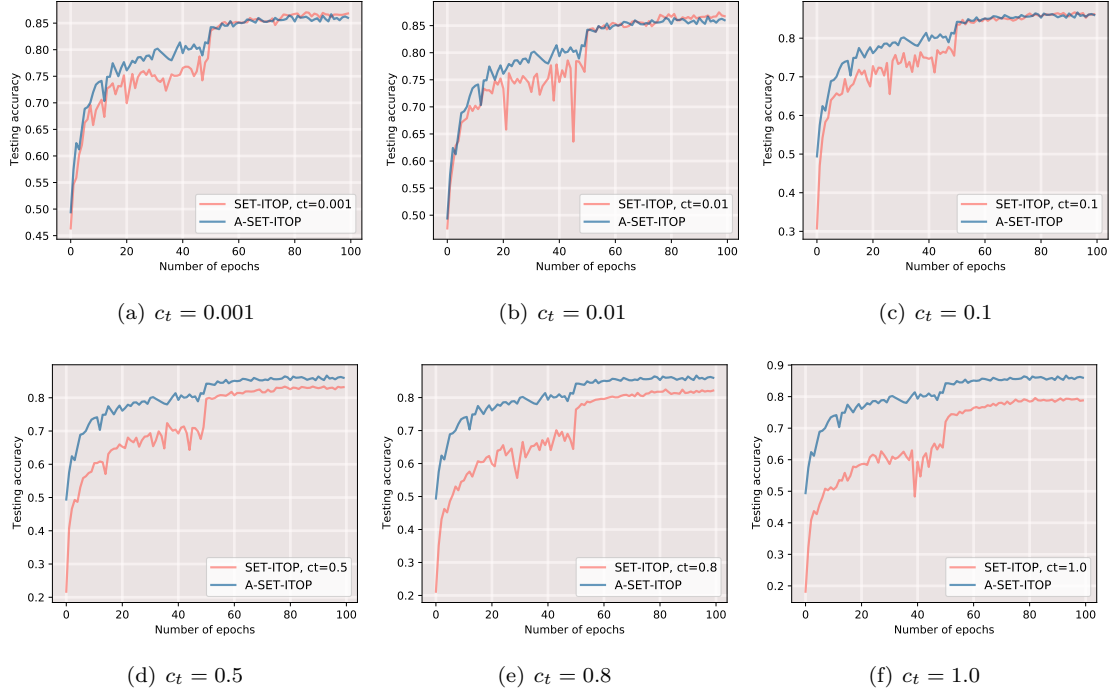 0.85
0.80
0.75
0.70
0.65
0.60
0.55
0.50
0.45
Testing accuracy
SET-ITOP, ct=0.001
A-SET-ITOP
0 20 40 60 80 100
Number of epochs
(a) c_t = 0.001
0.85
0.80
0.75
0.70
0.65
0.60
0.55
0.50
Testing accuracy
SET-ITOP, ct=0.01
A-SET-ITOP
0 20 40 60 80 100
Number of epochs
(b) c_t = 0.01
0.8
0.7
0.6
0.5
0.4
0.3
Testing accuracy
SET-ITOP, ct=0.1
A-SET-ITOP
0 20 40 60 80 100
Number of epochs
(c) c_t = 0.1
0.8
0.7
0.6
0.5
0.4
0.3
0.2
Testing accuracy
SET-ITOP, ct=0.5
A-SET-ITOP
0 20 40 60 80 100
Number of epochs
(d) c_t = 0.5
0.8
0.7
0.6
0.5
0.4
0.3
0.2
Testing accuracy
SET-ITOP, ct=0.8
A-SET-ITOP
0 20 40 60 80 100
Number of epochs
(e) c_t = 0.8
0.9
0.8
0.7
0.6
0.5
0.4
0.3
0.2
Testing accuracy
SET-ITOP, ct=1.0
A-SET-ITOP
0 20 40 60 80 100
Number of epochs
(f) c_t = 1.0